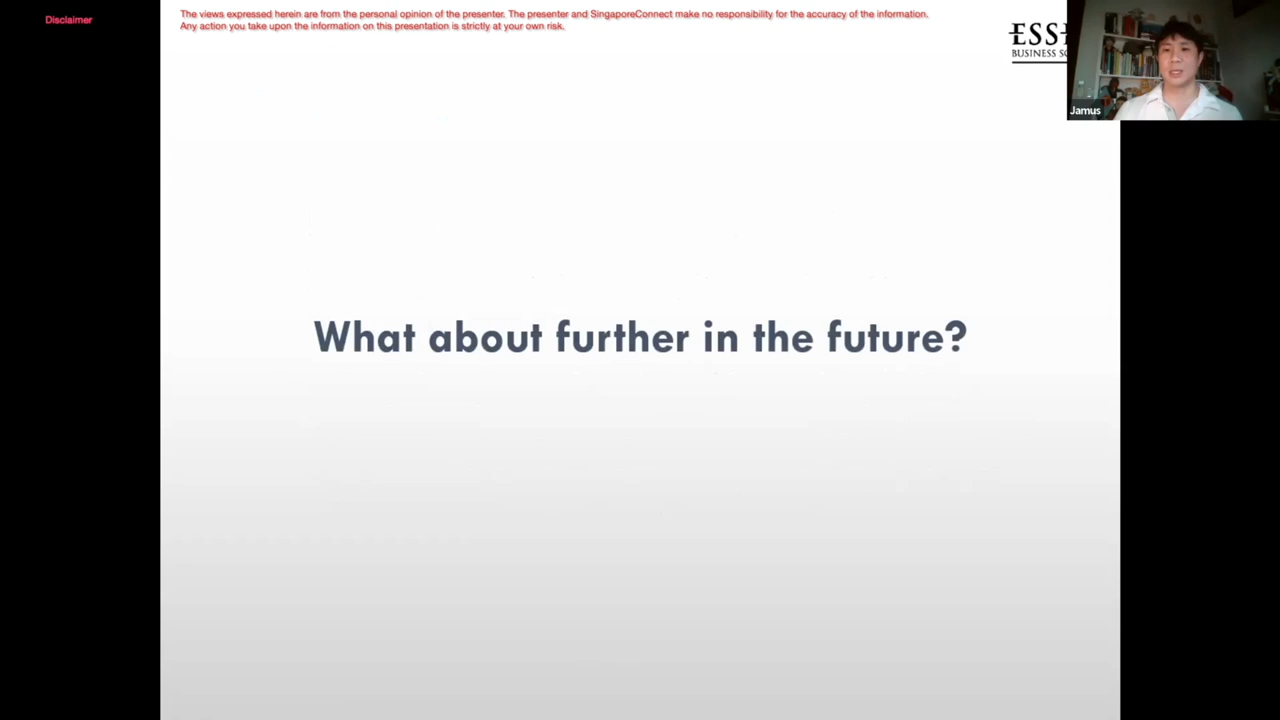 Disclaimer
The views expressed herein are from the personal opinion of the presenter. The presenter and SingaporeConnect make no responsibility for the accuracy of the information.
Any action you take upon the information on this presentation is strictly at your own risk.
BUSINESS
Jamus
What about further in the future?